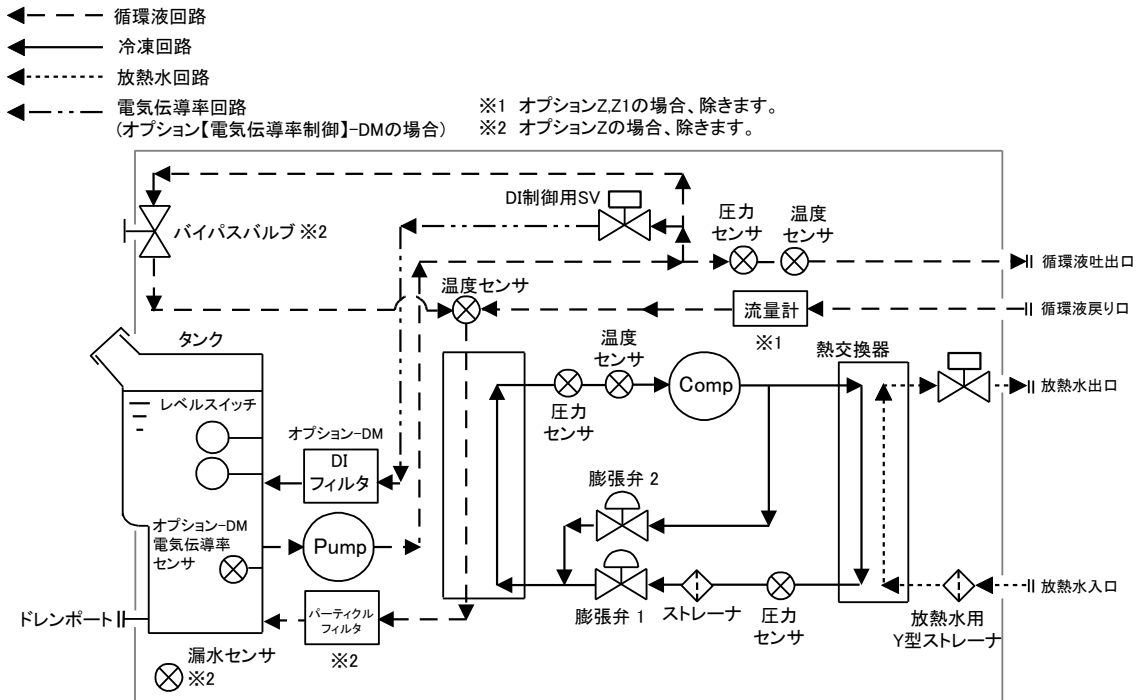 循環液回路
冷凍回路
放熱水回路
電気伝導率回路
(オプション【電気伝導率制御】-DMの場合)
※1 オプションZ,Z1の場合、除きます。
※2 オプションZの場合、除きます。
DI制御用SV
バイパスバルブ ※2
圧力
センサ
温度
センサ
循環液吐出口
温度センサ
流量計
※1
循環液戻り口
タンク
温度
センサ
Comp
熱交換器
放熱水出口
圧力
センサ
レベルスイッチ
オプション-DM
DI
フィルタ
膨張弁 2
オプション-DM
電気伝導率
センサ
Pump
膨張弁 1
ストレーナ
圧力
センサ
放熱水入口
放熱水用
Y型ストレーナ
ドレンポート
パーティクル
フィルタ
※2
漏水センサ
※2